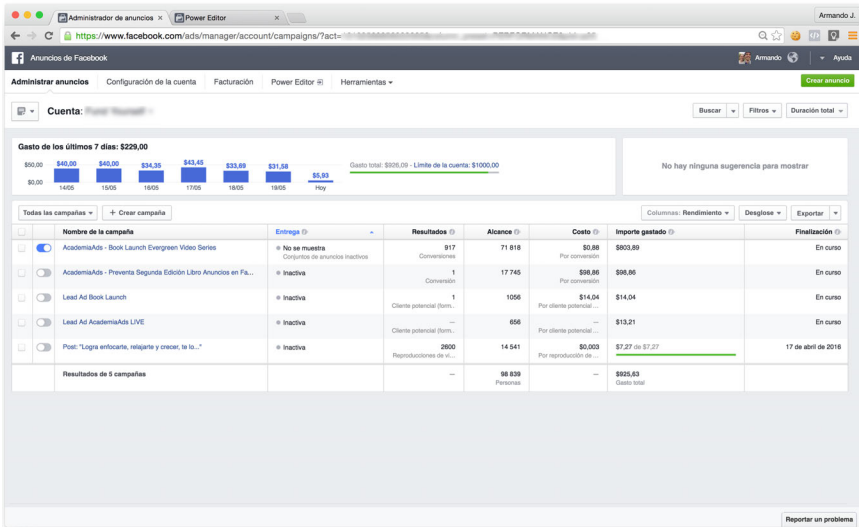 Administrador de anuncios
Power Editor
Armando J.
https://www.facebook.com/ads/manager/account/campaigns/?act=
Anuncios de Facebook
Armando
Ayuda
Administrar anuncios
Configuración de la cuenta
Facturación
Power Editor
Herramientas
Crear anuncio
Cuenta:
Buscar
Filtros
Duración total
Gasto de los últimos 7 días: $229,00
$50,00
$0,00
$40,00 $40,00 $34,35 $43,45 $33,69 $31,58 $5,93
14/05 15/05 16/05 17/05 18/05 19/05 Hoy
Gasto total: $926,09 - Límite de la cuenta: $1000,00
No hay ninguna sugerencia para mostrar
Todas las campañas
+ Crear campaña
Columnas: Rendimiento
Desglose
Exportar
Nombre de la campaña Entrega Resultados Alcance Costo Importe gastado Finalización
AcademiaAds - Book Launch Evergreen Video Series No se muestra 917 71 818 $0,88 $803,89 En curso
Conjuntos de anuncios inactivos Conversiones Por conversión
AcademiaAds - Preventa Segunda Edición Libro Anuncios en Fa... Inactiva 1 17 745 $98,86 $98,86 En curso
Conversión Por conversión
Lead Ad Book Launch Inactiva 1 1056 $14,04 $14,04 En curso
Cliente potencial (form... Por cliente potencial ...
Lead Ad AcademiaAds LIVE Inactiva — 656 — $13,21 En curso
Cliente potencial (form... Por cliente potencial ...
Post: "Logra enfocarte, relajarte y crecer, te lo..." Inactiva 2600 14 541 $0,003 $7,27 de $7,27 17 de abril de 2016
Reproducciones de vi... Por reproducción de ...
Resultados de 5 campañas — 98 839 — $925,63
Personas Gasto total
Reportar un problema